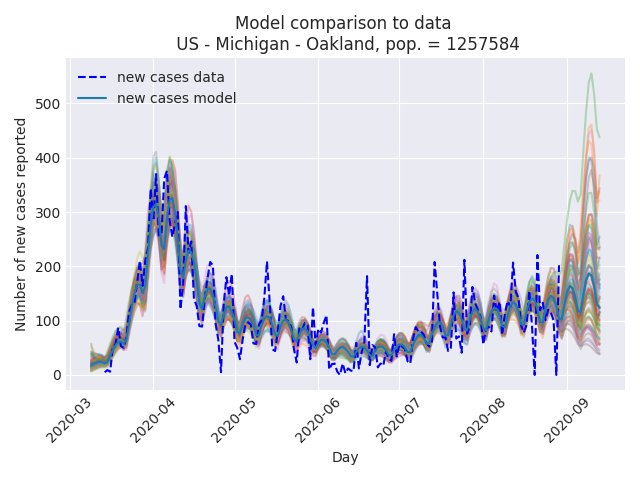 Model comparison to data
US - Michigan - Oakland, pop. = 1257584
new cases data
new cases model
Number of new cases reported
500
400
300
200
100
0
2020-03
2020-04
2020-05
2020-06
2020-07
2020-08
2020-09
Day